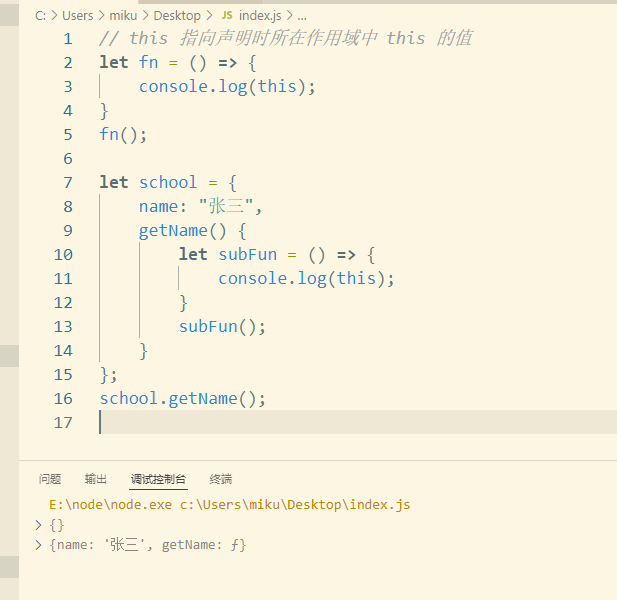 C: > Users > miku > Desktop > JS index.js > ...
1 // this 指向声明时所在作用域中 this 的值
2 let fn = () => {
3     console.log(this);
4 }
5 fn();
6
7 let school = {
8     name: "张三",
9     getName() {
10         let subFun = () => {
11             console.log(this);
12         }
13         subFun();
14     }
15 };
16 school.getName();
17
问题 输出 调试控制台 终端
E:\node\node.exe c:\Users\miku\Desktop\index.js
> {}
> {name: '张三', getName: ƒ}